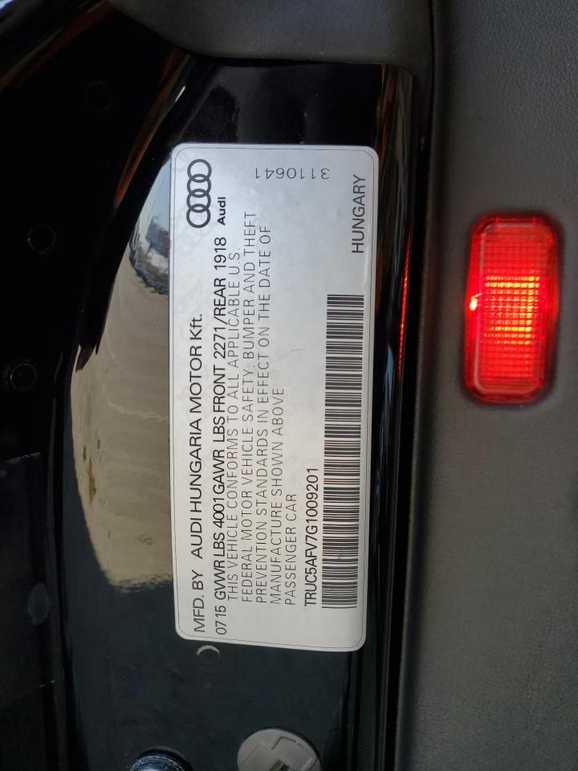 MFD. BY AUDI HUNGARIA MOTOR Kft.
07 15 GVWR LBS 4001 GAWR LBS FRONT 2271/REAR 1918
THIS VEHICLE CONFORMS TO ALL APPLICABLE U S
FEDERAL MOTOR VEHICLE SAFETY, BUMPER AND THEFT
PREVENTION STANDARDS IN EFFECT ON THE DATE OF
MANUFACTURE SHOWN ABOVE
PASSENGER CAR
TRUC5AFV7G1009201
Audi
HUNGARY
3110641